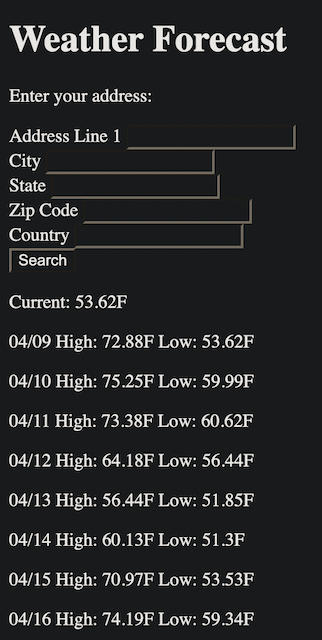 Weather Forecast
Enter your address:
Address Line 1
City
State
Zip Code
Country
Search
Current: 53.62F
04/09 High: 72.88F Low: 53.62F
04/10 High: 75.25F Low: 59.99F
04/11 High: 73.38F Low: 60.62F
04/12 High: 64.18F Low: 56.44F
04/13 High: 56.44F Low: 51.85F
04/14 High: 60.13F Low: 51.3F
04/15 High: 70.97F Low: 53.53F
04/16 High: 74.19F Low: 59.34F